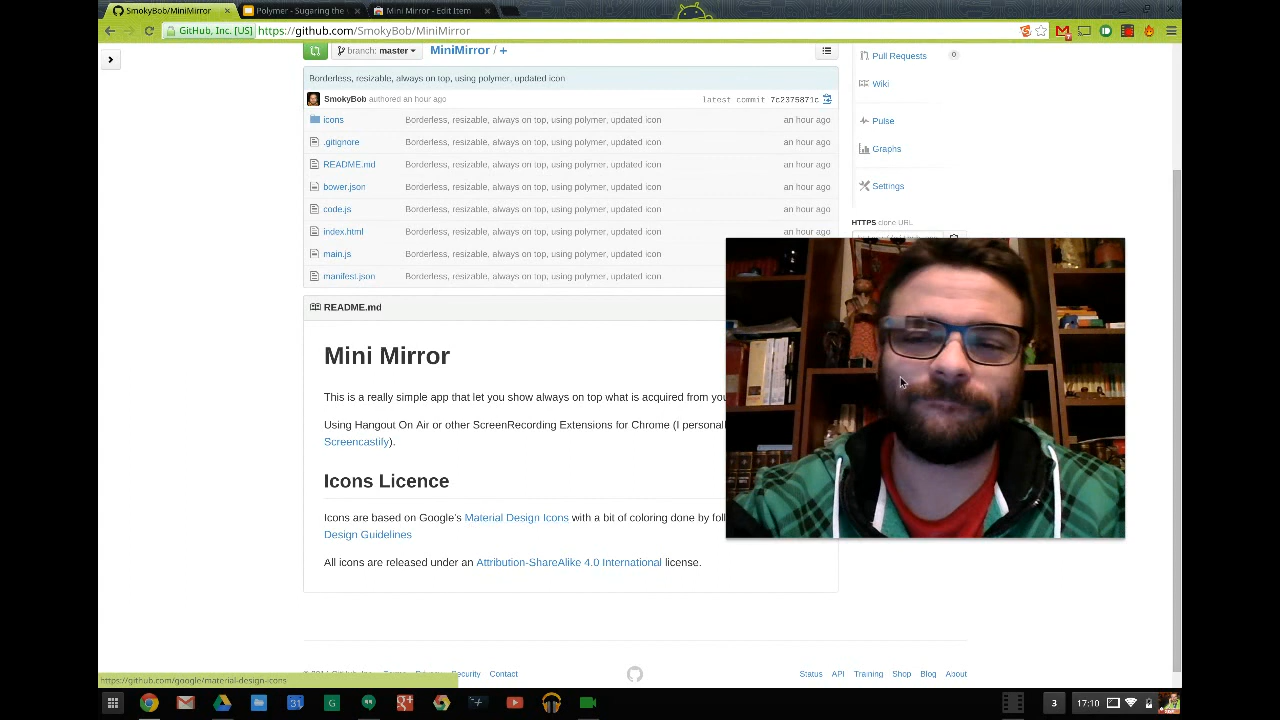 SmokyBob/MiniMirror
Polymer - Sugaring the
Mini Mirror - Edit Item
GitHub, Inc. [US]
https://github.com/SmokyBob/MiniMirror
branch: master
MiniMirror / +
Borderless, resizable, always on top, using polymer, updated icon
SmokyBob authored an hour ago
latest commit 7c2375871c
icons Borderless, resizable, always on top, using polymer, updated icon an hour ago
.gitignore Borderless, resizable, always on top, using polymer, updated icon an hour ago
README.md Borderless, resizable, always on top, using polymer, updated icon an hour ago
bower.json Borderless, resizable, always on top, using polymer, updated icon an hour ago
code.js Borderless, resizable, always on top, using polymer, updated icon an hour ago
index.html Borderless, resizable, always on top, using polymer, updated icon an hour ago
main.js Borderless, resizable, always on top, using polymer, updated icon
manifest.json Borderless, resizable, always on top, using polymer, updated icon
Pull Requests 0
Wiki
Pulse
Graphs
Settings
HTTPS clone URL
README.md
Mini Mirror
This is a really simple app that let you show always on top what is acquired from
Using Hangout On Air or other ScreenRecording Extensions for Chrome (I
Screencastify).
Icons Licence
Icons are based on Google's Material Design Icons with a bit of coloring done by
Design Guidelines
All icons are released under an Attribution-ShareAlike 4.0 International license.
Security Contact
Status API Training Shop Blog About
https://github.com/google/material-design-icons
31
3
17:10